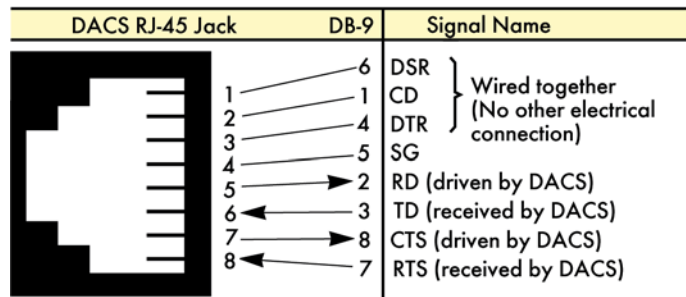 DACS RJ-45 Jack DB-9 Signal Name
1 6 DSR
2 1 CD
3 4 DTR
Wired together
(No other electrical
connection)
4 5 SG
5 2 RD (driven by DACS)
6 3 TD (received by DACS)
7 8 CTS (driven by DACS)
8 7 RTS (received by DACS)